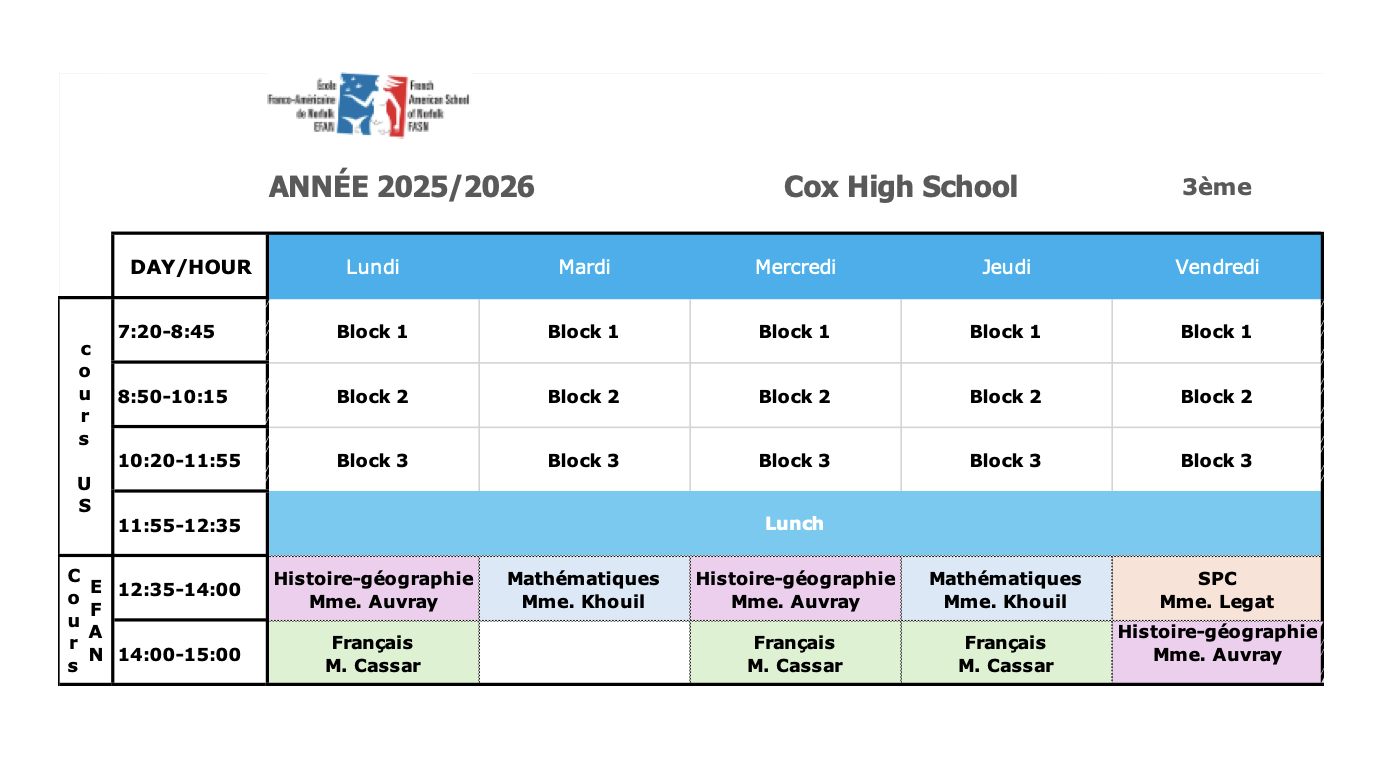 École
Franco-Américaine
de Norfolk
EFAN
French
American School
of Norfolk
FASN
ANNÉE 2025/2026 Cox High School 3ème
DAY/HOUR Lundi Mardi Mercredi Jeudi Vendredi
cours US
7:20-8:45 Block 1 Block 1 Block 1 Block 1 Block 1
8:50-10:15 Block 2 Block 2 Block 2 Block 2 Block 2
10:20-11:55 Block 3 Block 3 Block 3 Block 3 Block 3
11:55-12:35 Lunch
Cours EFAN
12:35-14:00
Histoire-géographie Mathématiques Histoire-géographie Mathématiques SPC
Mme. Auvray Mme. Khouil Mme. Auvray Mme. Khouil Mme. Legat
14:00-15:00
Français Français Français Histoire-géographie
M. Cassar M. Cassar M. Cassar Mme. Auvray